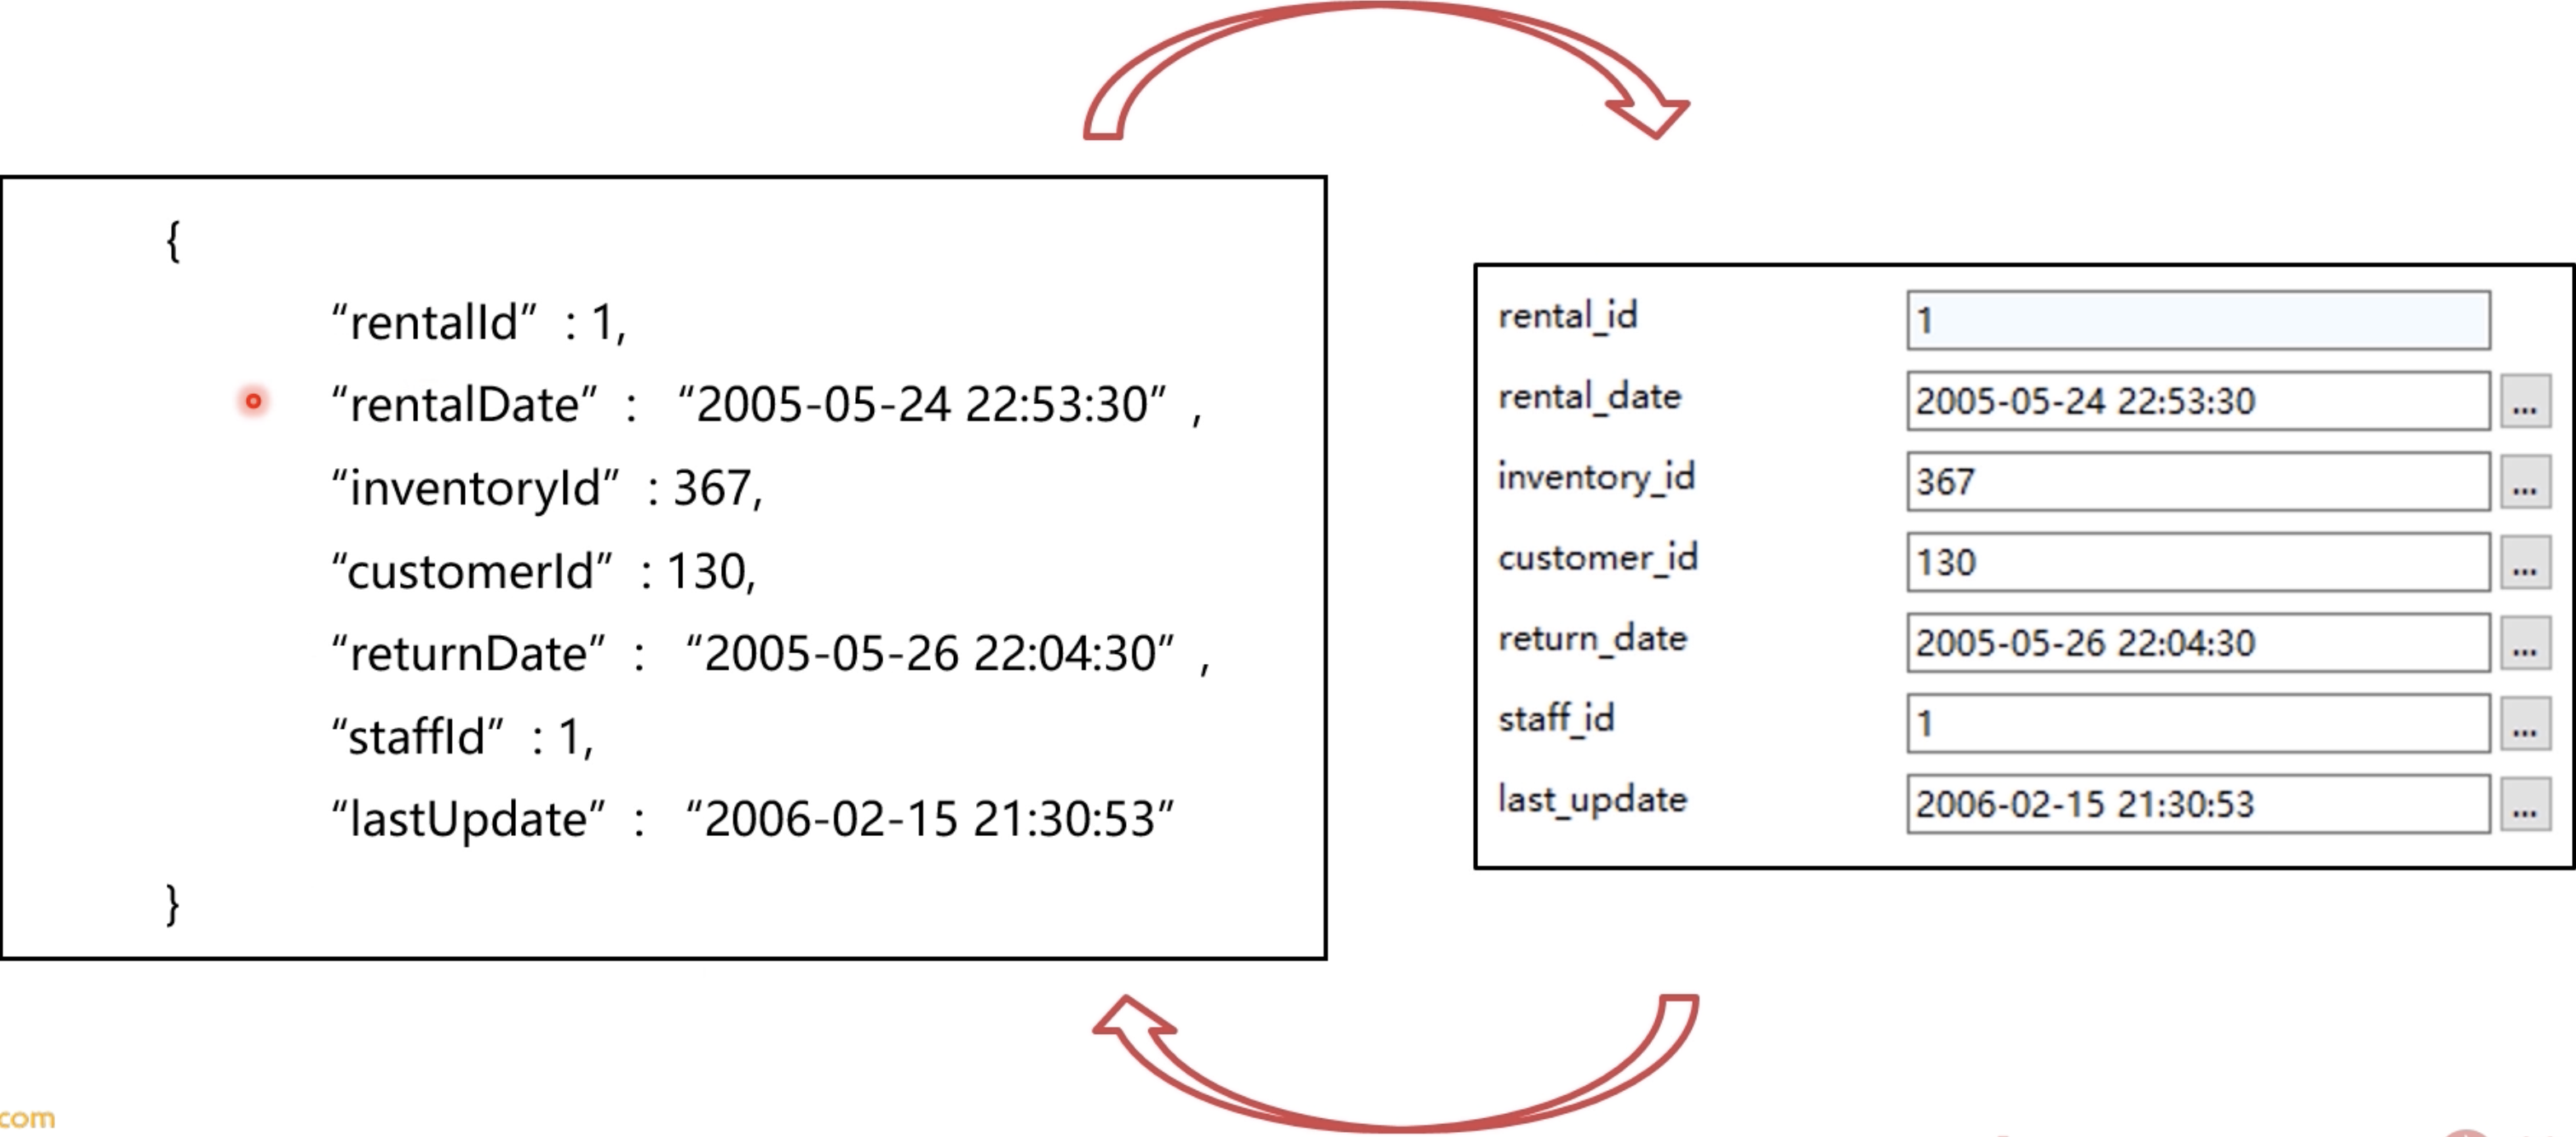 {
“rentalId” : 1,
“rentalDate” : “2005-05-24 22:53:30” ,
“inventoryId” : 367,
“customerId” : 130,
“returnDate” : “2005-05-26 22:04:30” ,
“staffId” : 1,
“lastUpdate” : “2006-02-15 21:30:53”
}
rental_id 1
rental_date 2005-05-24 22:53:30 ...
inventory_id 367 ...
customer_id 130 ...
return_date 2005-05-26 22:04:30 ...
staff_id 1 ...
last_update 2006-02-15 21:30:53 ...
com